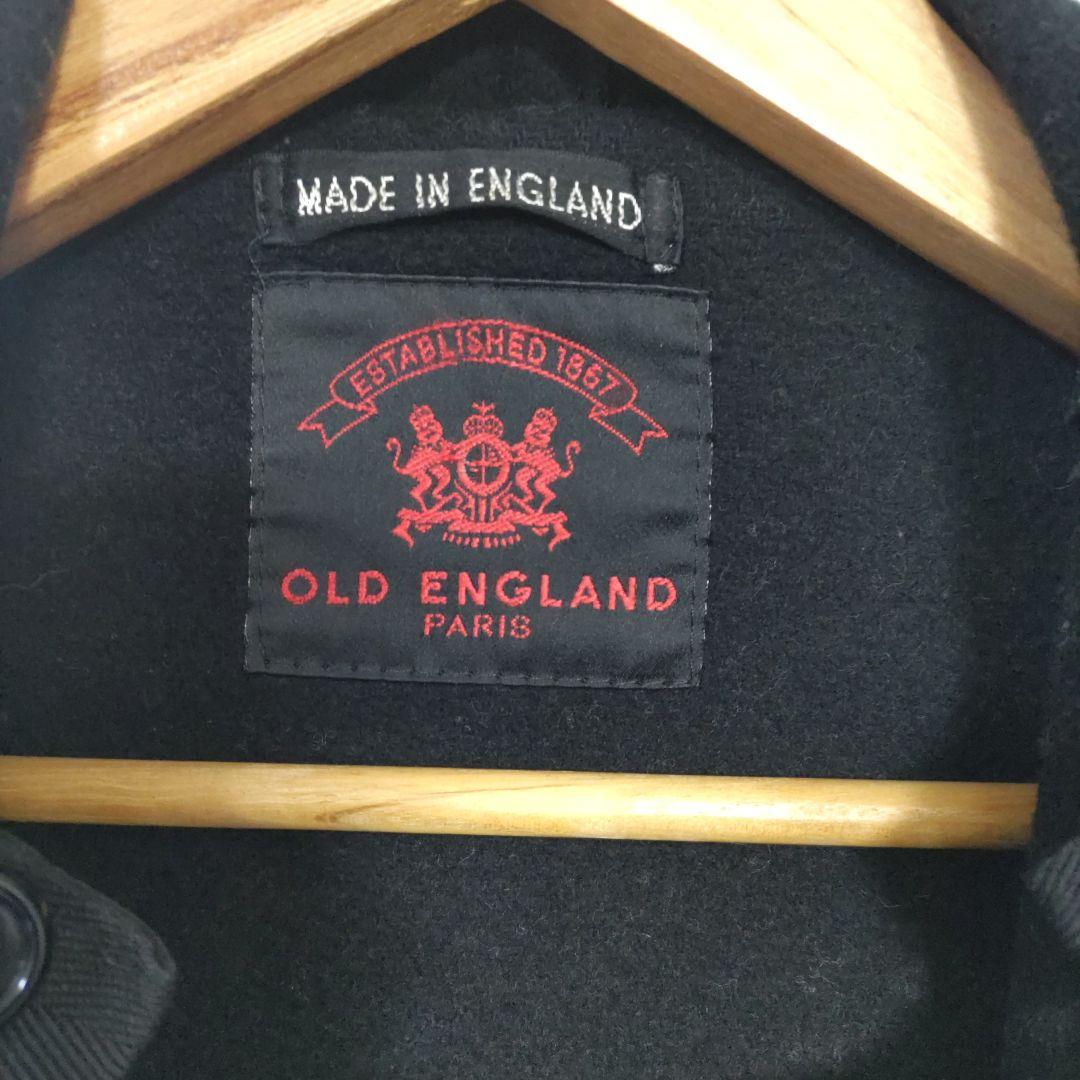 MADE IN ENGLAND
ESTABLISHED 1867
OLD ENGLAND
PARIS